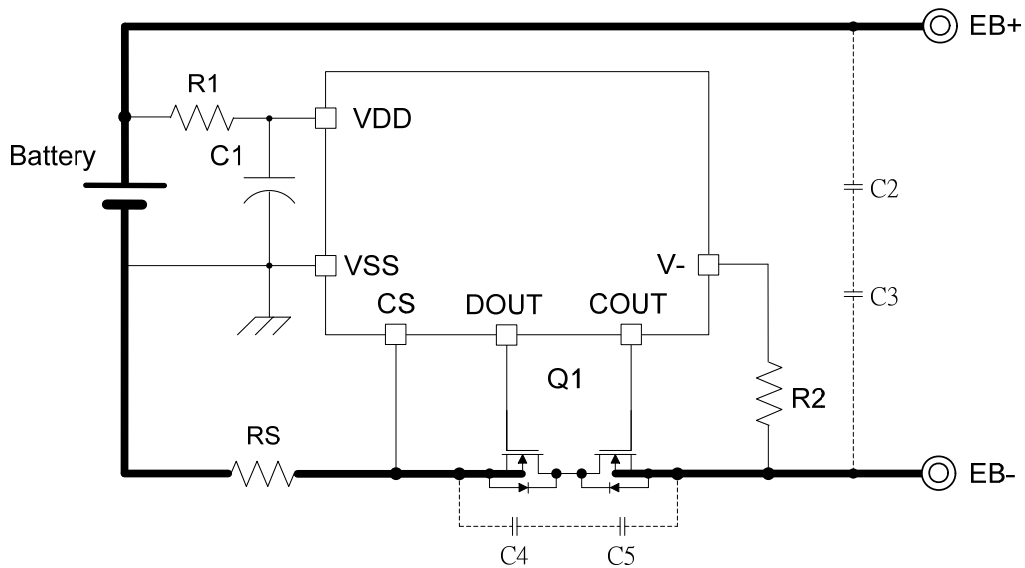 EB+
R1
VDD
C1
Battery
C2
VSS
V-
C3
CS
DOUT
COUT
Q1
R2
RS
EB-
C4
C5